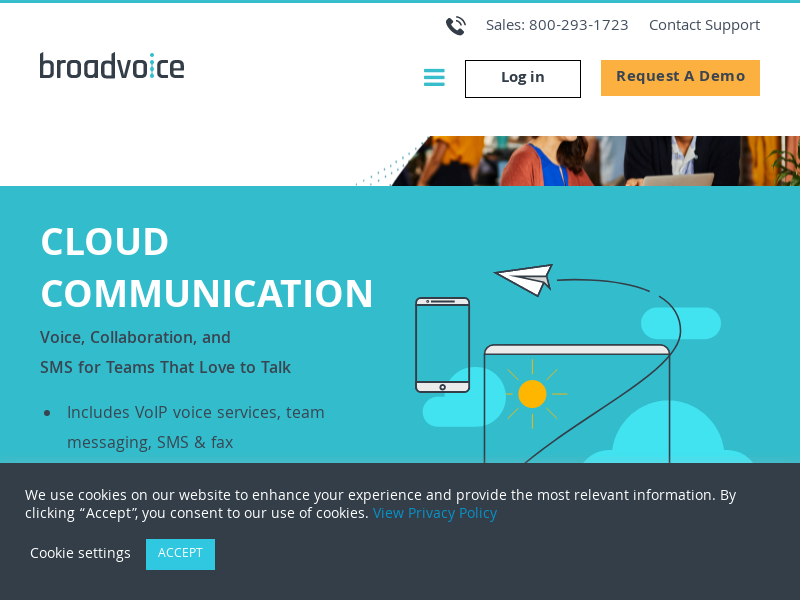 Sales: 800-293-1723
Contact Support
broadvoice
Log in
Request A Demo
CLOUD
COMMUNICATION
Voice, Collaboration, and
SMS for Teams That Love to Talk
• Includes VoIP voice services, team
messaging, SMS & fax
We use cookies on our website to enhance your experience and provide the most relevant information. By
clicking “Accept”, you consent to our use of cookies. View Privacy Policy
Cookie settings
ACCEPT